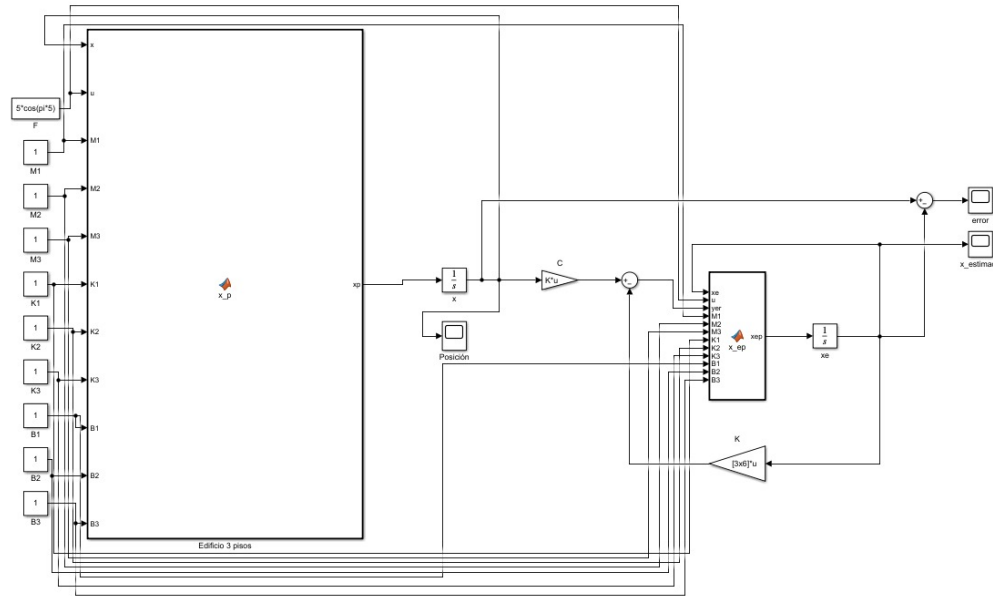 x
u
5*cos(pi*5)
F
M1
1
M1
M2
1
M2
M3
1
M3
K1
1
K1
xp
x_p
K2
1
K2
K3
1
K3
B1
1
B1
B2
1
B2
B3
1
B3
Edificio 3 pisos
1
s
x
Posición
C
K*u
+
-
+
-
error
x_estimad
xe
u
yer
M1
M2
M3
K1
K2
K3
B1
B2
B3
x_ep
xep
1
s
xe
K
[3x6]*u